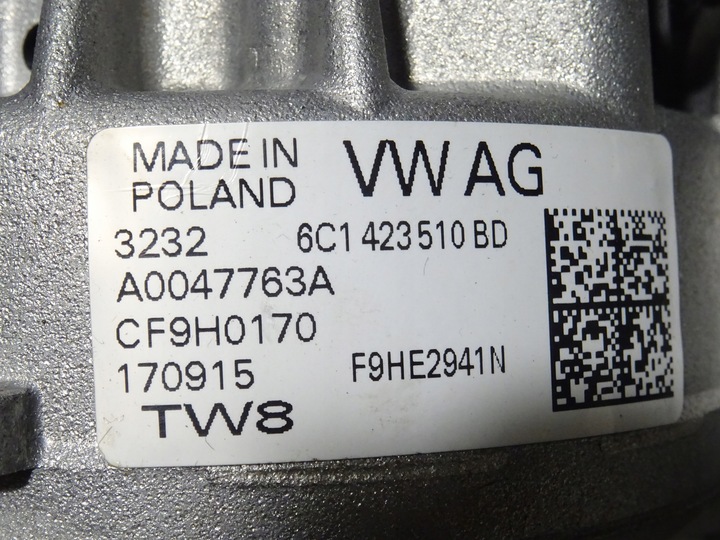 MADE IN
POLAND
VW AG
3232 6C1 423 510 BD
A0047763A
CF9H0170
170915 F9HE2941N
TW8